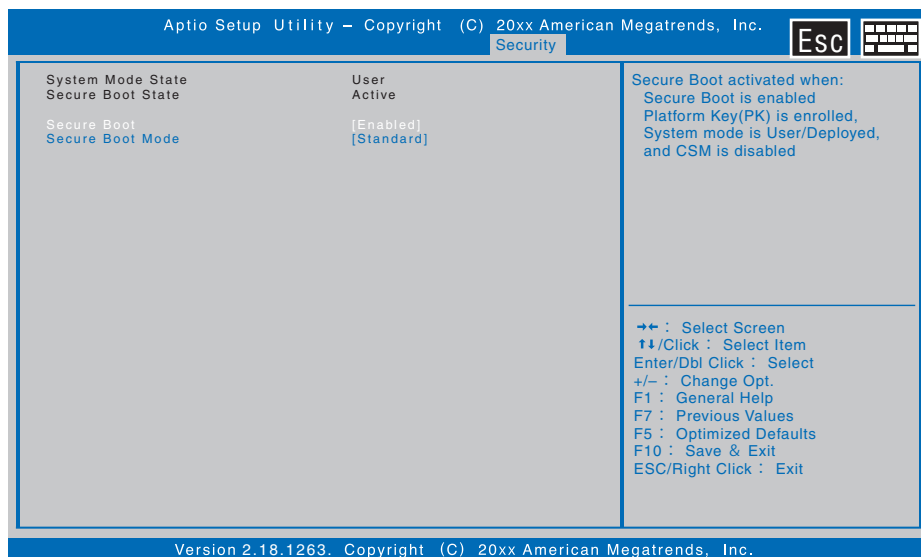 Aptio Setup Utility – Copyright (C) 20xx American Megatrends, Inc.
Security
Esc
System Mode State User
Secure Boot State Active
Secure Boot [Enabled]
Secure Boot Mode [Standard]
Secure Boot activated when:
Secure Boot is enabled
Platform Key(PK) is enrolled,
System mode is User/Deployed,
and CSM is disabled
→←: Select Screen
↑↓/Click: Select Item
Enter/Dbl Click: Select
+/–: Change Opt.
F1: General Help
F7: Previous Values
F5: Optimized Defaults
F10: Save & Exit
ESC/Right Click: Exit
Version 2.18.1263. Copyright (C) 20xx American Megatrends, Inc.